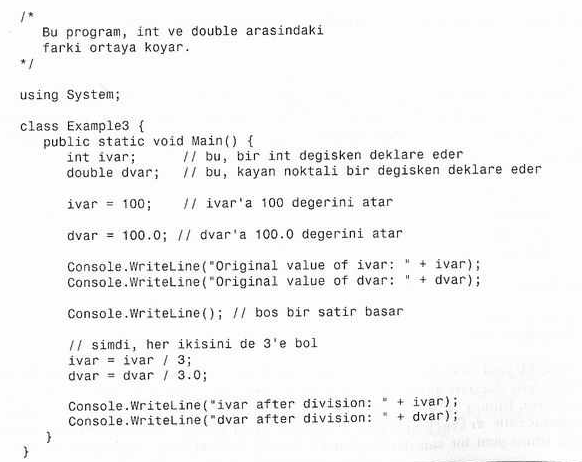 /*
Bu program, int ve double arasindaki
farki ortaya koyar.
*/
using System;
class Example3 {
public static void Main() {
int ivar; // bu, bir int degisken deklare eder
double dvar; // bu, kayan noktali bir degisken deklare eder
ivar = 100; // ivar'a 100 degerini atar
dvar = 100.0; // dvar'a 100.0 degerini atar
Console.WriteLine("Original value of ivar: " + ivar);
Console.WriteLine("Original value of dvar: " + dvar);
Console.WriteLine(); // bos bir satir basar
// simdi, her ikisini de 3'e bol
ivar = ivar / 3;
dvar = dvar / 3.0;
Console.WriteLine("ivar after division: " + ivar);
Console.WriteLine("dvar after division: " + dvar);
}
}